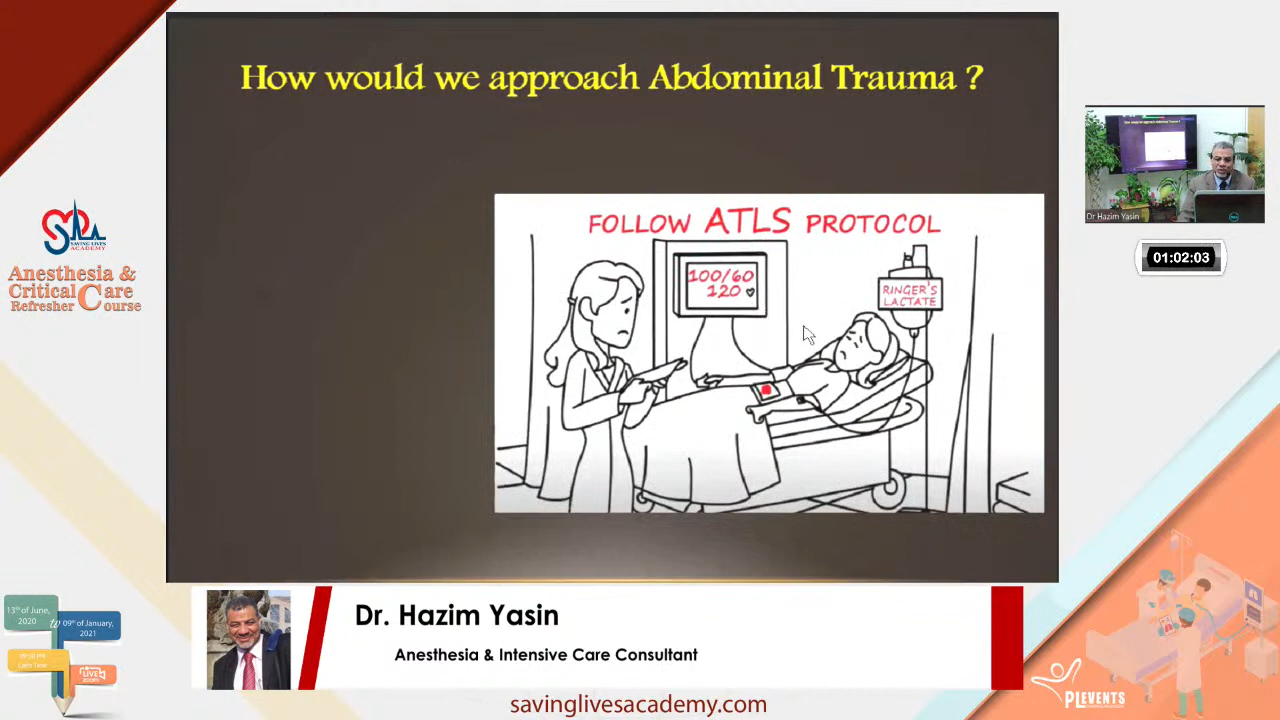 How would we approach Abdominal Trauma ?
FOLLOW ATLS PROTOCOL
100/60
120
RINGER'S
LACTATE
Dr Hazim Yasin
01:02:03
SAVING LIVES
ACADEMY
Anesthesia &
Critical Care
Refresher Course
13th of June,
2020
to
09th of January,
2021
LIVE
Dr. Hazim Yasin
Anesthesia & Intensive Care Consultant
savinglivesacademy.com
PLEVENTS